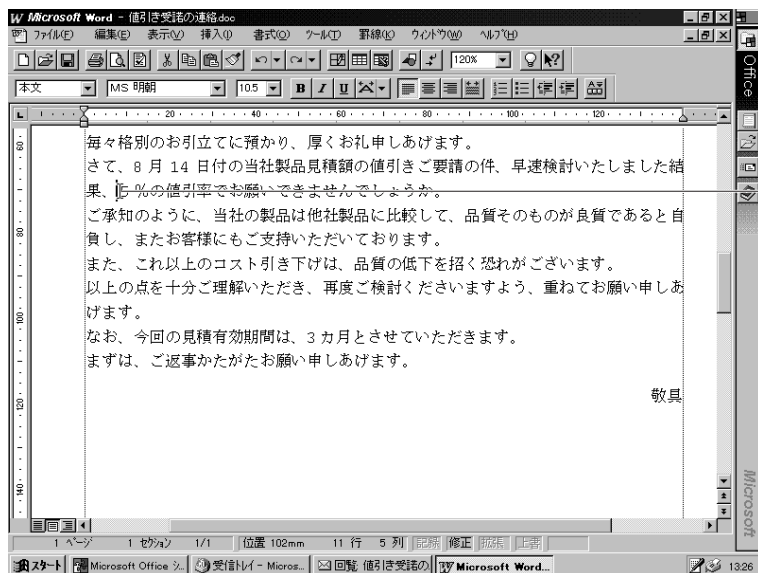 Microsoft Word - 値引き受諾の連絡.doc
ファイル(F) 編集(E) 表示(V) 挿入(I) 書式(O) ツール(T) 罫線(K) ウィンドウ(W) ヘルプ(H)
120%
本文 MS 明朝 10.5 B I U
20 40 60 80 100 120
毎々格別のお引立てに預かり、厚くお礼申しあげます。
さて、8 月 14 日付の当社製品見積額の値引きご要請の件、早速検討いたしました結
果、5 %の値引率でお願いできませんでしょうか。
ご承知のように、当社の製品は他社製品に比較して、品質そのものが良質であると自
負し、またお客様にもご支持いただいております。
また、これ以上のコスト引き下げは、品質の低下を招く恐れがございます。
以上の点を十分ご理解いただき、再度ご検討くださいますよう、重ねてお願い申しあ
げます。
なお、今回の見積有効期間は、3 カ月とさせていただきます。
まずは、ご返事かたがたお願い申しあげます。
敬具
Office
Microsoft
1 ページ 1 セクション 1/1 位置 102mm 11 行 5 列 記録 修正 拡張 上書
スタート Microsoft Office シ... 受信トレイ - Micros... 回覧 値引き受諾の Microsoft Word... 13:26